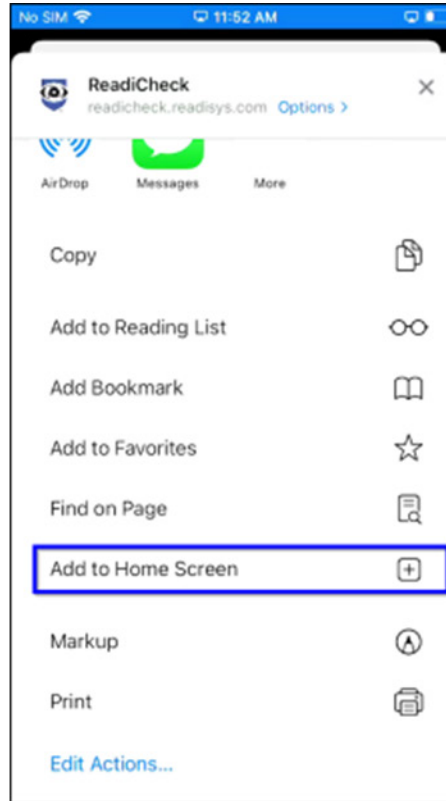 No SIM 11:52 AM
ReadiCheck
readicheck.readisys.com Options >
AirDrop Messages More
Copy
Add to Reading List
Add Bookmark
Add to Favorites
Find on Page
Add to Home Screen
Markup
Print
Edit Actions...